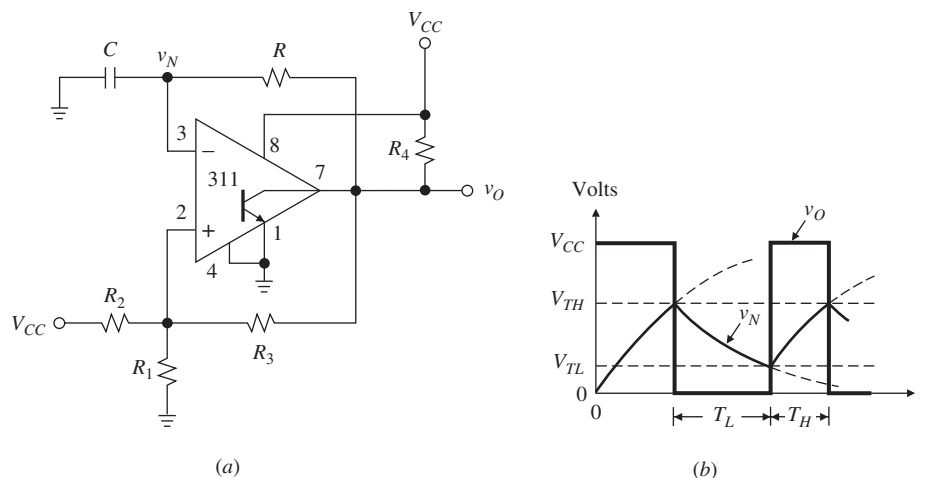 V_CC
C
v_N
R
3
8
R_4
311
7
v_O
2
1
4
V_CC
R_2
R_3
R_1
(a)
Volts
v_O
V_CC
V_TH
v_N
V_TL
0
0
T_L
T_H
(b)